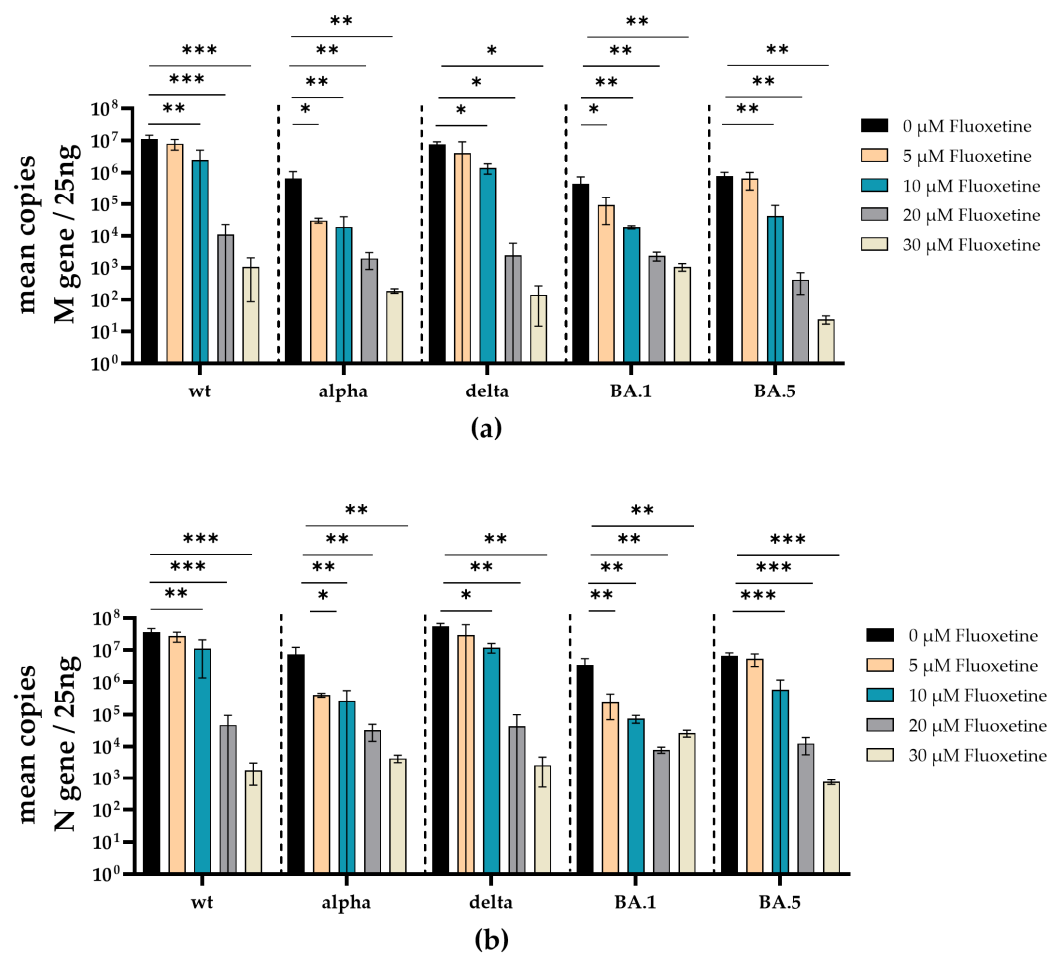 **
*** ** * ** **
*** ** * ** **
** ** * ** **
* *
mean copies
M gene / 25ng
10⁸
10⁷
10⁶
10⁵
10⁴
10³
10²
10¹
10⁰
wt alpha delta BA.1 BA.5
0 µM Fluoxetine
5 µM Fluoxetine
10 µM Fluoxetine
20 µM Fluoxetine
30 µM Fluoxetine
(a)
** **
*** ** ** ** ***
*** ** ** ** ***
** * * ** ***
mean copies
N gene / 25ng
10⁸
10⁷
10⁶
10⁵
10⁴
10³
10²
10¹
10⁰
wt alpha delta BA.1 BA.5
0 µM Fluoxetine
5 µM Fluoxetine
10 µM Fluoxetine
20 µM Fluoxetine
30 µM Fluoxetine
(b)